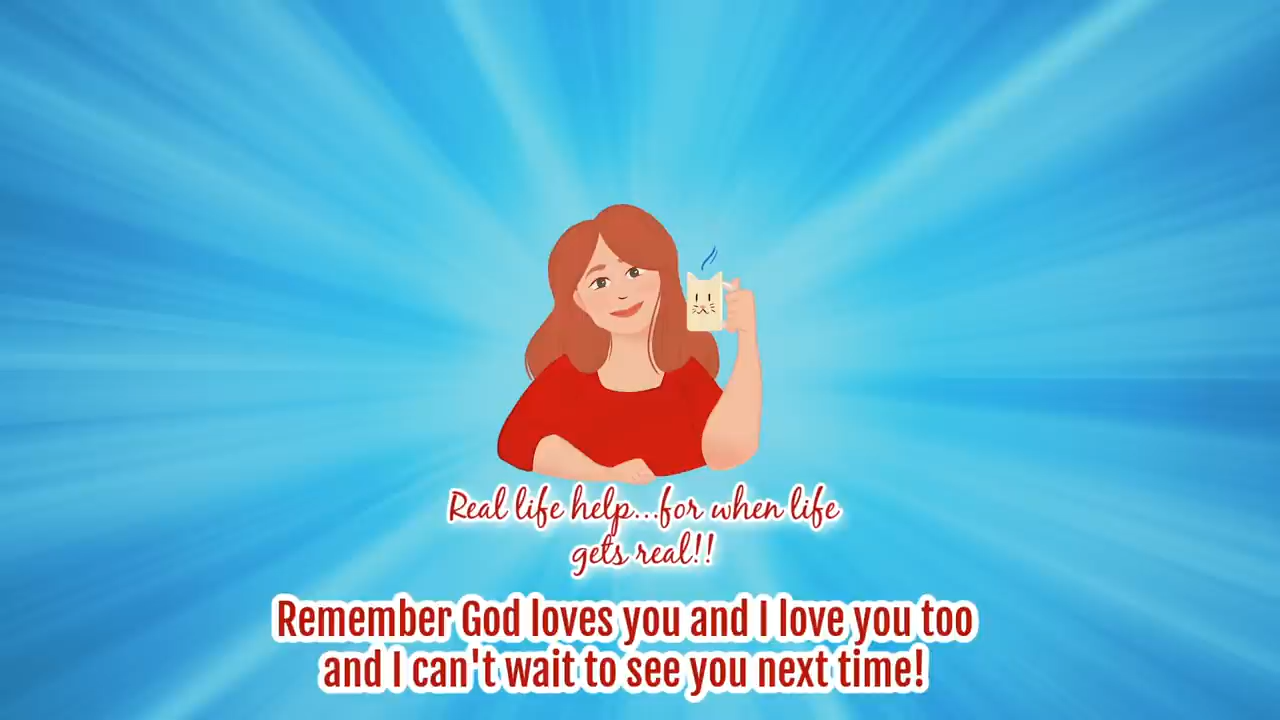 Real life help...for when life
gets real!!
Remember God loves you and I love you too
and I can't wait to see you next time!